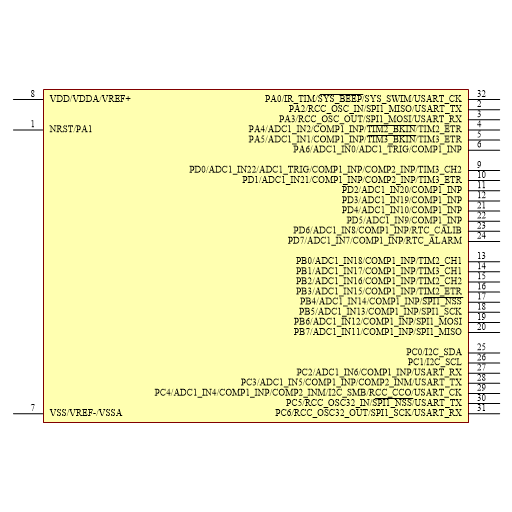 8 VDD/VDDA/VREF+ PA0/IR_TIM/SYS_BEEP/SYS_SWIM/USART_CK 32
PA2/RCC_OSC_IN/SPI1_MISO/USART_TX 2
PA3/RCC_OSC_OUT/SPI1_MOSI/USART_RX 3
1 NRST/PA1 PA4/ADC1_IN2/COMP1_INP/TIM2_BKIN/TIM2_ETR 4
PA5/ADC1_IN1/COMP1_INP/TIM3_BKIN/TIM3_ETR 5
PA6/ADC1_IN0/ADC1_TRIG/COMP1_INP 6
PD0/ADC1_IN22/ADC1_TRIG/COMP1_INP/COMP2_INP/TIM3_CH2 9
PD1/ADC1_IN21/COMP1_INP/COMP2_INP/TIM3_ETR 10
PD2/ADC1_IN20/COMP1_INP 11
PD3/ADC1_IN19/COMP1_INP 12
PD4/ADC1_IN10/COMP1_INP 21
PD5/ADC1_IN9/COMP1_INP 22
PD6/ADC1_IN8/COMP1_INP/RTC_CALIB 23
PD7/ADC1_IN7/COMP1_INP/RTC_ALARM 24
PB0/ADC1_IN18/COMP1_INP/TIM2_CH1 13
PB1/ADC1_IN17/COMP1_INP/TIM3_CH1 14
PB2/ADC1_IN16/COMP1_INP/TIM2_CH2 15
PB3/ADC1_IN15/COMP1_INP/TIM2_ETR 16
PB4/ADC1_IN14/COMP1_INP/SPI1_NSS 17
PB5/ADC1_IN13/COMP1_INP/SPI1_SCK 18
PB6/ADC1_IN12/COMP1_INP/SPI1_MOSI 19
PB7/ADC1_IN11/COMP1_INP/SPI1_MISO 20
PC0/I2C_SDA 25
PC1/I2C_SCL 26
PC2/ADC1_IN6/COMP1_INP/USART_RX 27
PC3/ADC1_IN5/COMP1_INP/COMP2_INM/USART_TX 28
PC4/ADC1_IN4/COMP1_INP/COMP2_INM/I2C_SMB/RCC_CCO/USART_CK 29
PC5/RCC_OSC32_IN/SPI1_NSS/USART_TX 30
7 VSS/VREF-/VSSA PC6/RCC_OSC32_OUT/SPI1_SCK/USART_RX 31